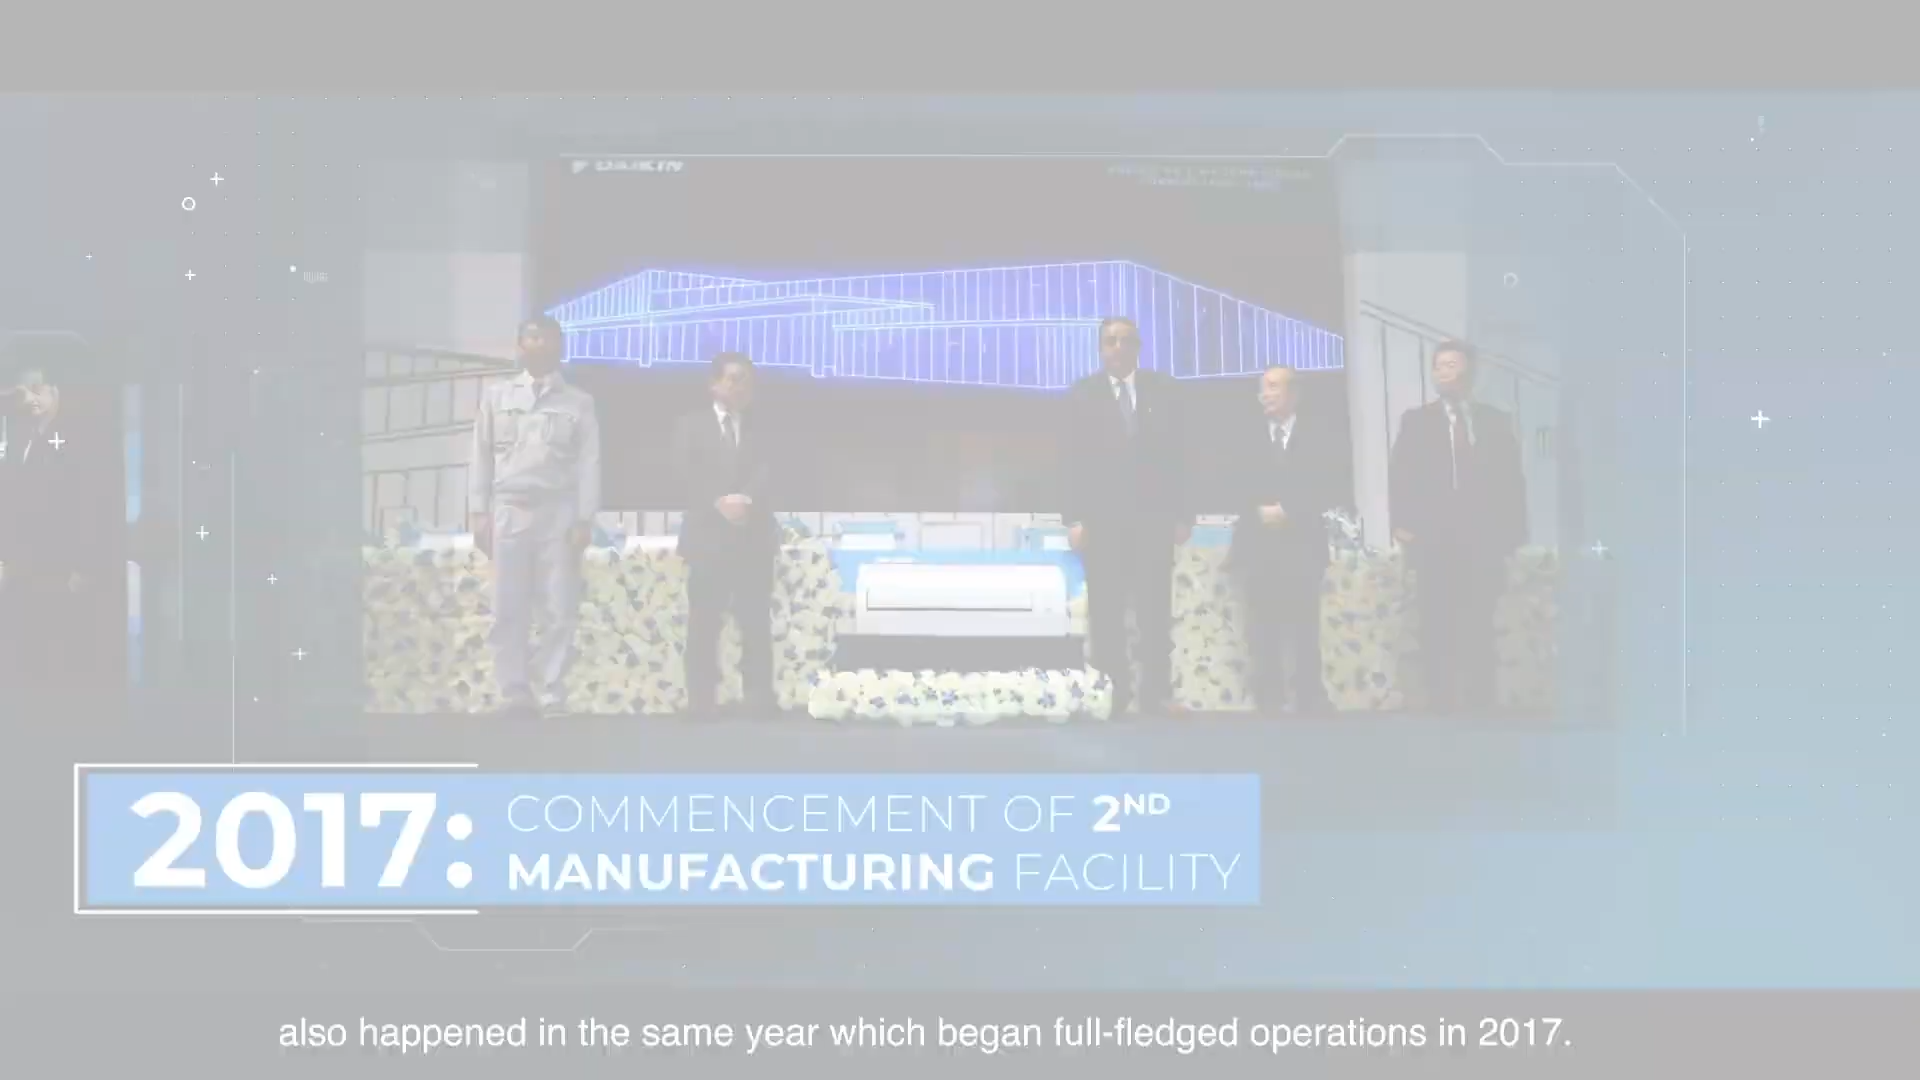 DAIKIN
2017:
COMMENCEMENT OF 2ND
MANUFACTURING FACILITY
also happened in the same year which began full-fledged operations in 2017.